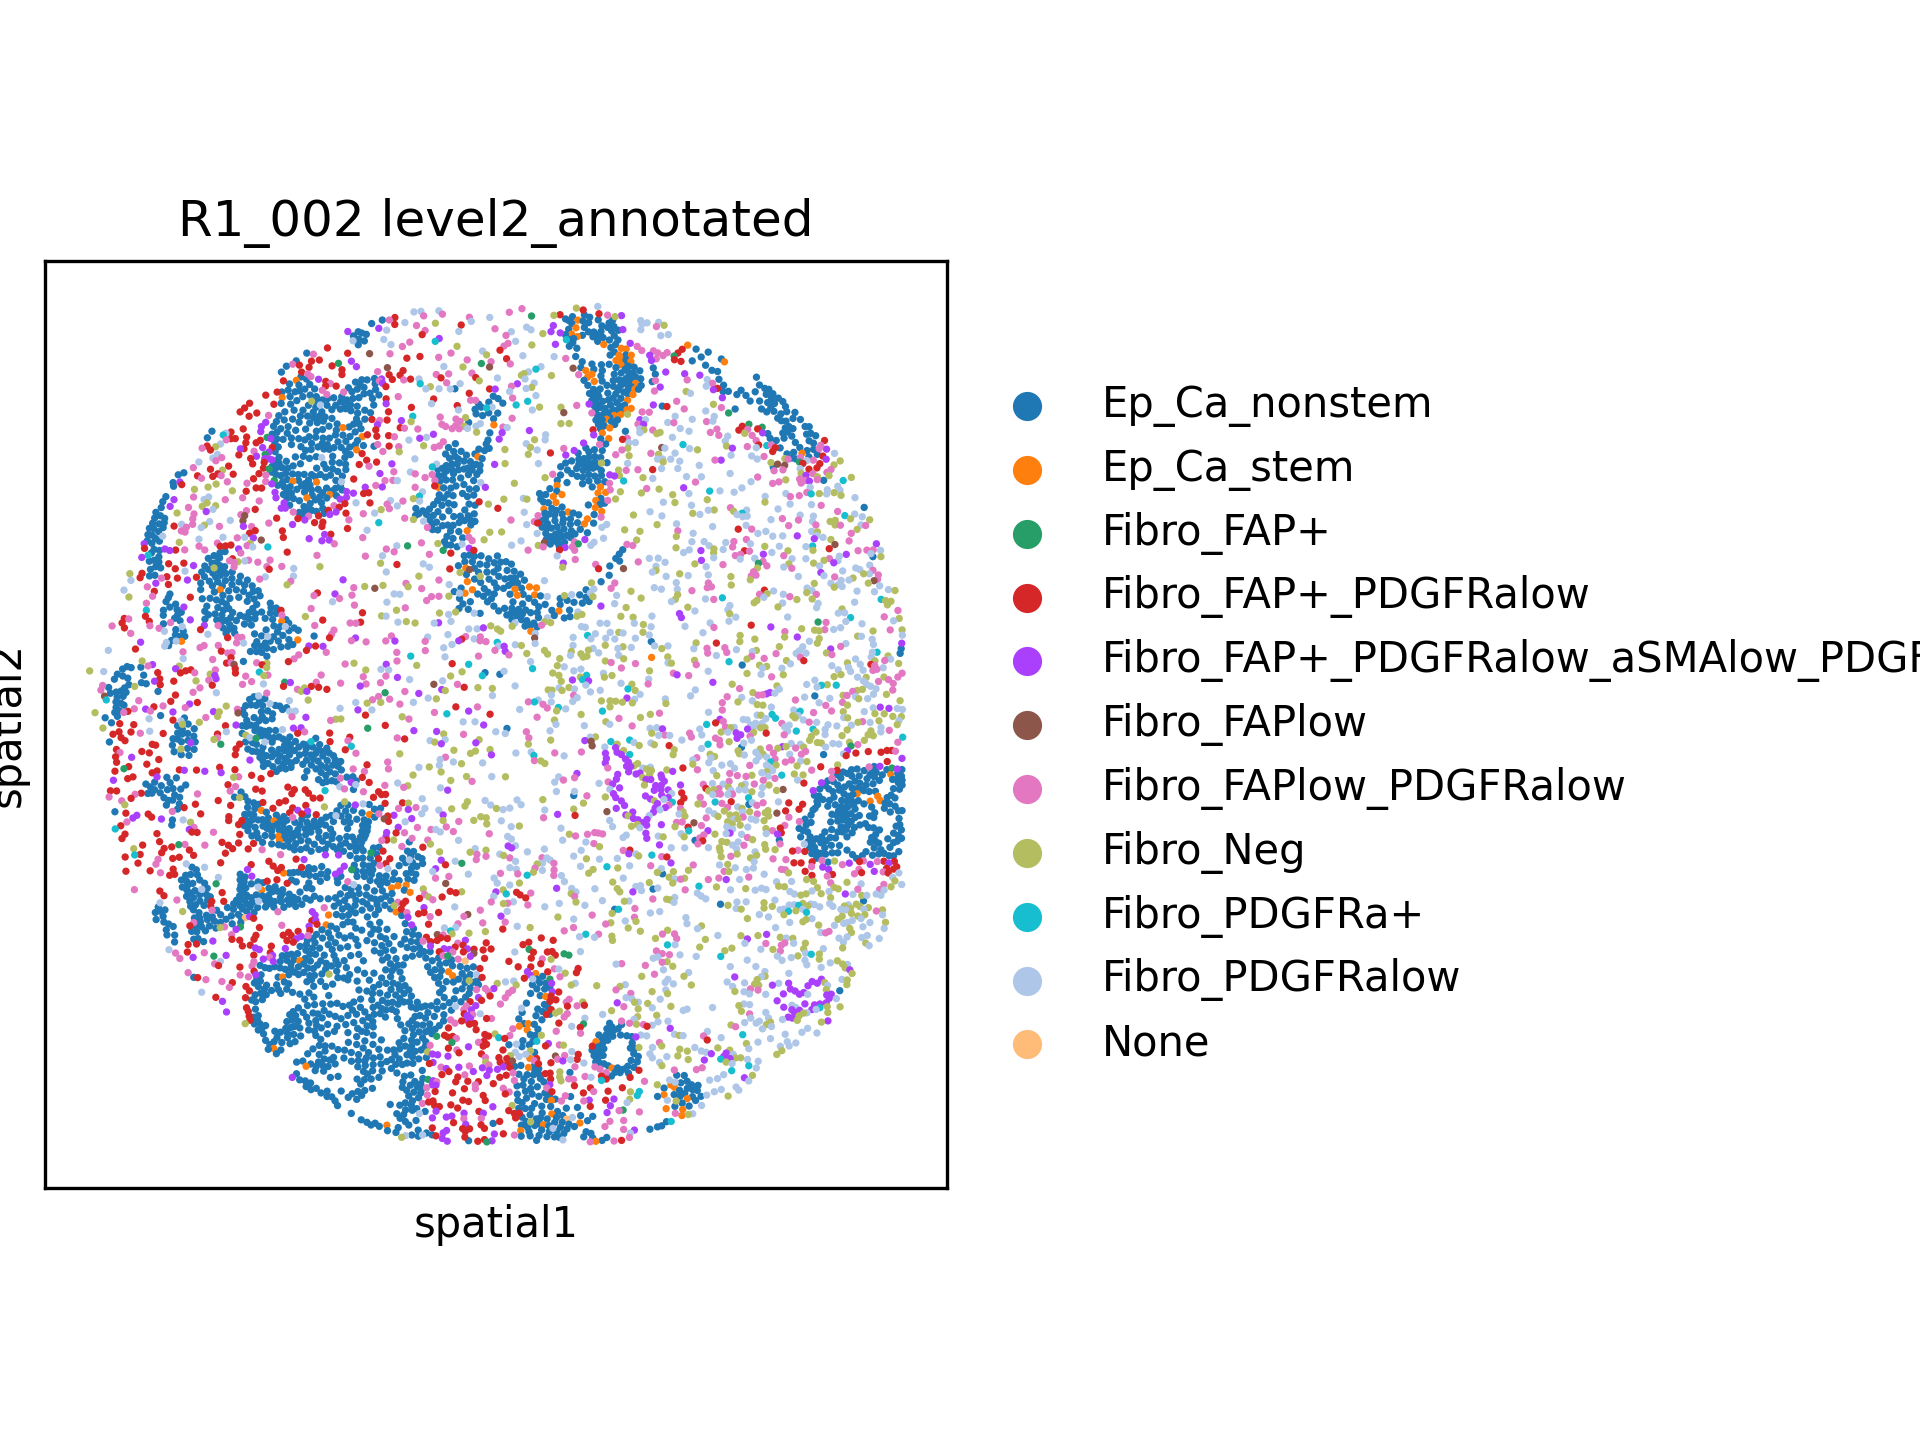 R1_002 level2_annotated
spatial2
spatial1
Ep_Ca_nonstem
Ep_Ca_stem
Fibro_FAP+
Fibro_FAP+_PDGFRalow
Fibro_FAP+_PDGFRalow_aSMAlow_PDGF
Fibro_FAPlow
Fibro_FAPlow_PDGFRalow
Fibro_Neg
Fibro_PDGFRa+
Fibro_PDGFRalow
None